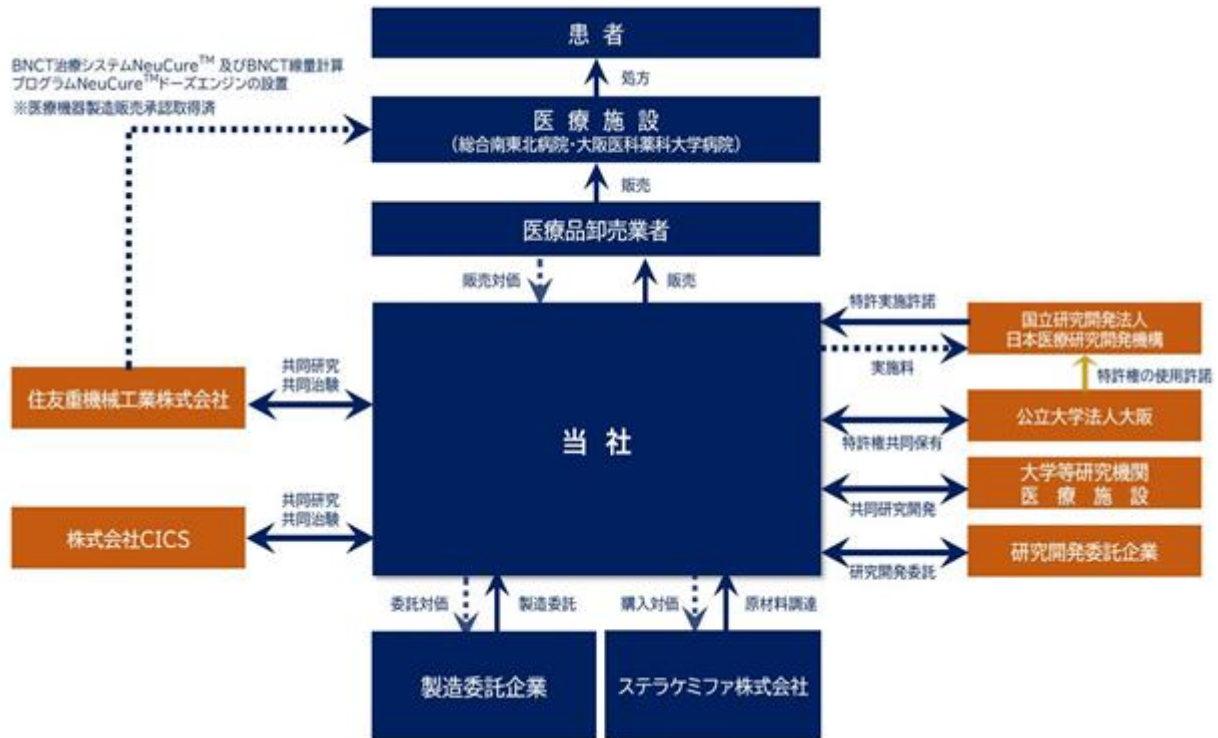 患者
処方
BNCT治療システムNeuCure™ 及びBNCT線量計算
プログラムNeuCure™ドーズエンジンの設置
※医療機器製造販売承認取得済
医療施設
（総合南東北病院・大阪医科薬科大学病院）
販売
医療品卸売業者
販売対価
販売
当社
特許実施許諾
国立研究開発法人
日本医療研究開発機構
実施料
特許権の使用許諾
共同研究
共同治験
住友重機械工業株式会社
公立大学法人大阪
特許権共同保有
大学等研究機関
医療施設
共同研究開発
共同研究
共同治験
株式会社CICS
研究開発委託企業
研究開発委託
委託対価
製造委託
購入対価
原材料調達
製造委託企業
ステラケミファ株式会社